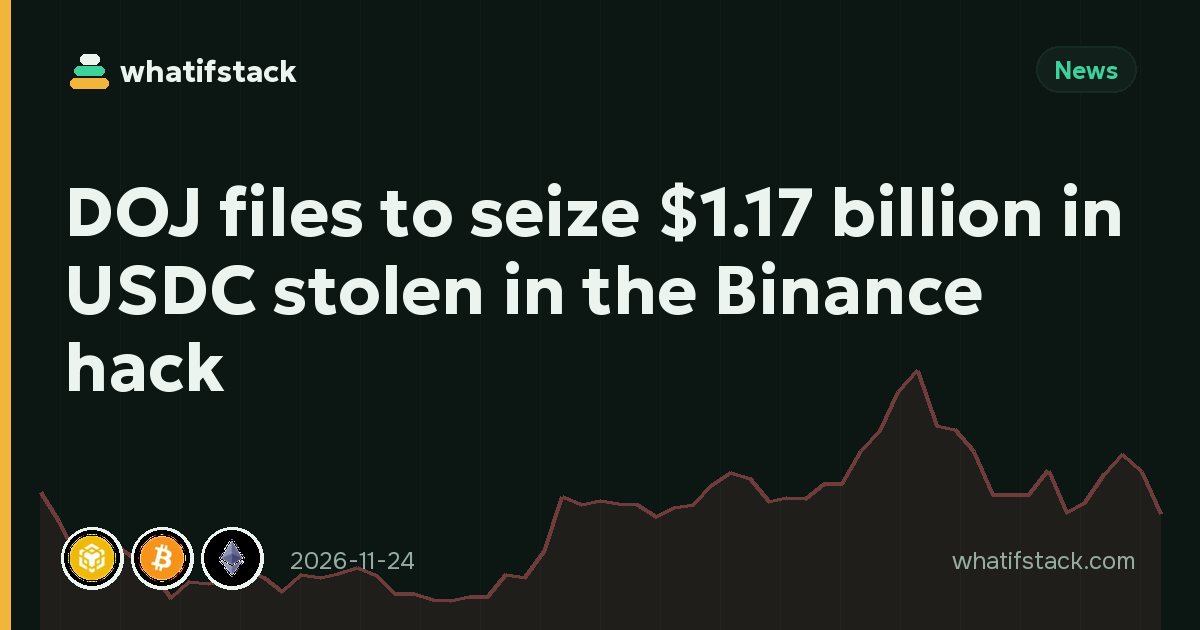 whatifstack
News
DOJ files to seize $1.17 billion in
USDC stolen in the Binance
hack
2026-11-24
whatifstack.com